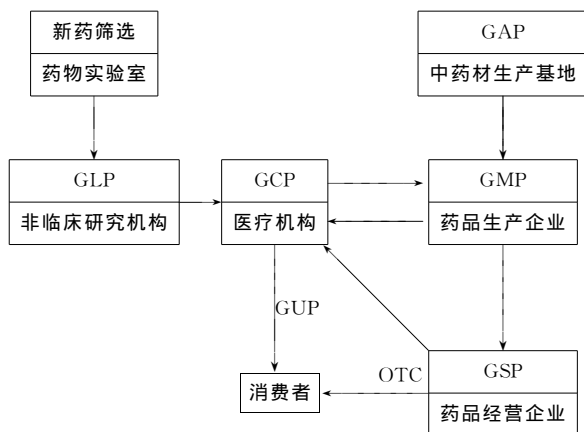 新药筛选
药物实验室
GAP
中药材生产基地
GLP
非临床研究机构
GCP
医疗机构
GMP
药品生产企业
GUP
消费者
OTC
GSP
药品经营企业